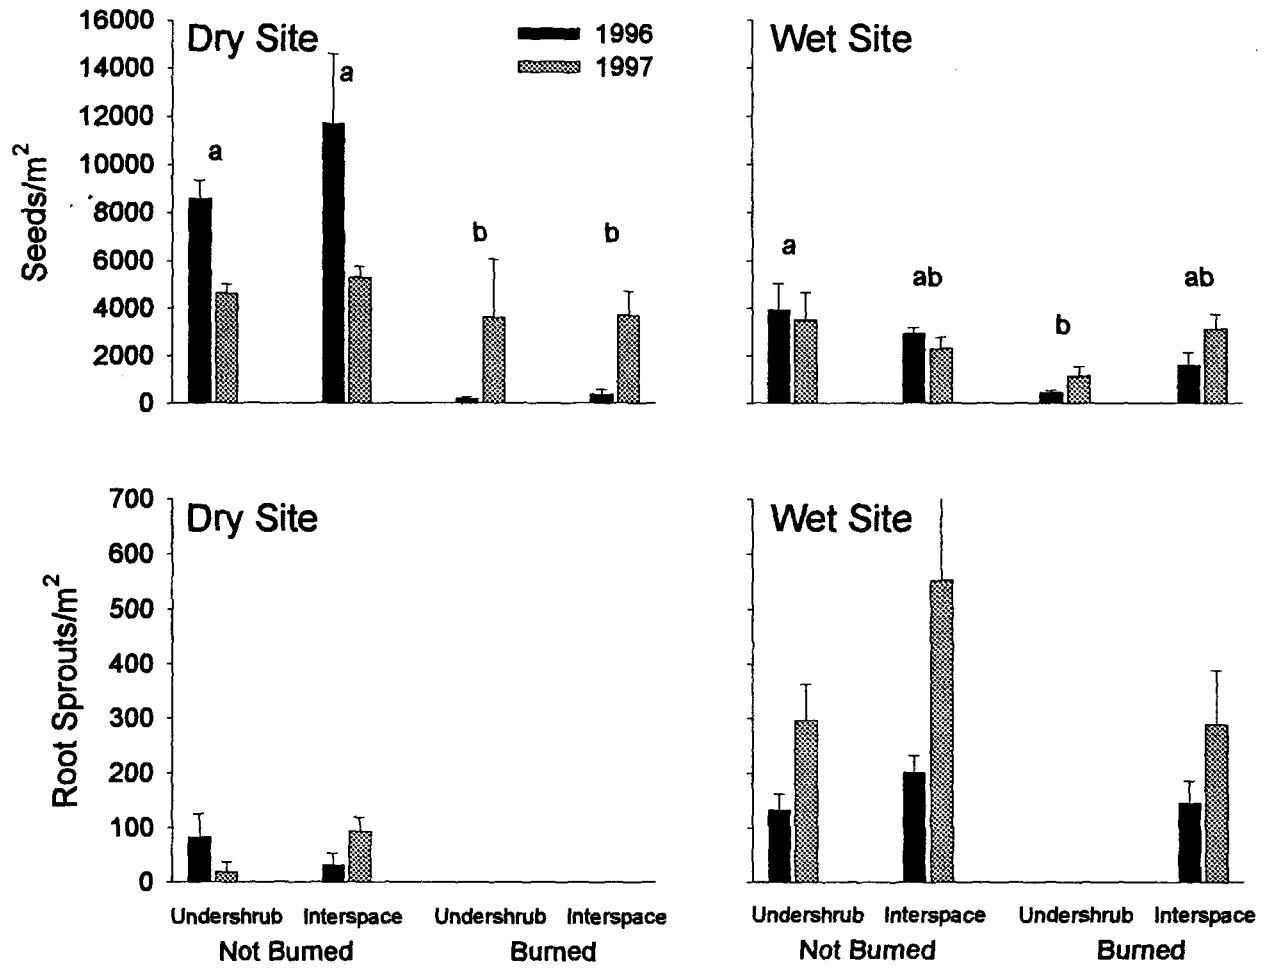 Dry Site
1996
1997
Wet Site
Seeds/m²
16000
14000
12000
10000
8000
6000
4000
2000
0
a
a
b
b
a
ab
b
ab
Dry Site
Wet Site
Root Sprouts/m²
700
600
500
400
300
200
100
0
Undershrub Interspace Undershrub Interspace
Not Burned Burned
Undershrub Interspace Undershrub Interspace
Not Burned Burned